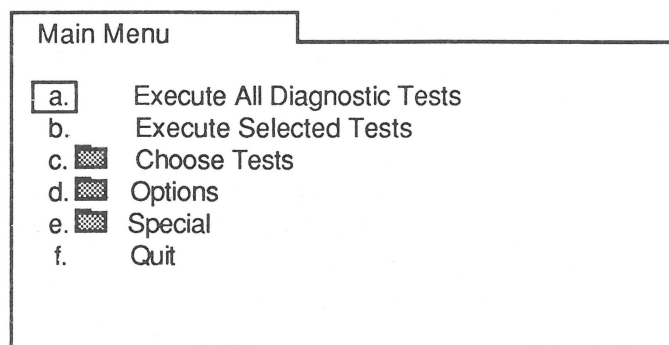 Main Menu
a. Execute All Diagnostic Tests
b. Execute Selected Tests
c. Choose Tests
d. Options
e. Special
f. Quit